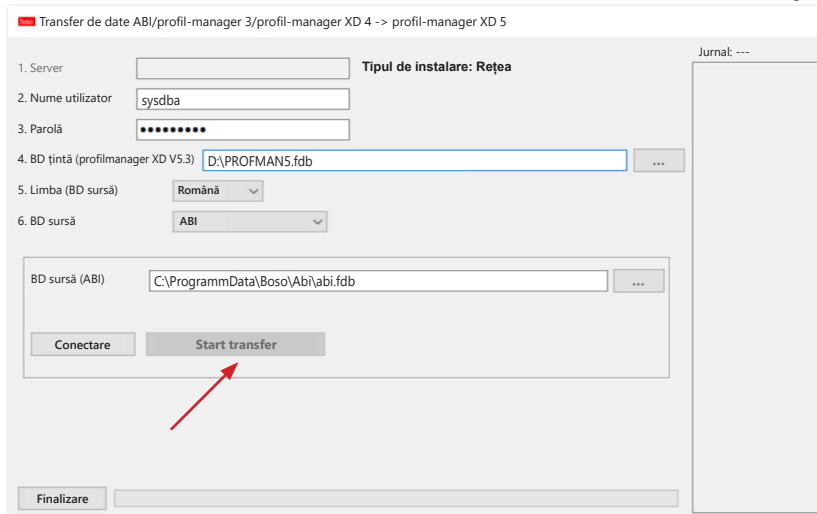 boso Transfer de date ABI/profil-manager 3/profil-manager XD 4 -> profil-manager XD 5
Jurnal: ---
1. Server Tipul de instalare: Rețea
2. Nume utilizator sysdba
3. Parolă •••••••••
4. BD țintă (profilmanager XD V5.3) D:\PROFMAN5.fdb ...
5. Limba (BD sursă) Română
6. BD sursă ABI
BD sursă (ABI) C:\ProgrammData\Boso\Abi\abi.fdb ...
Conectare Start transfer
Finalizare